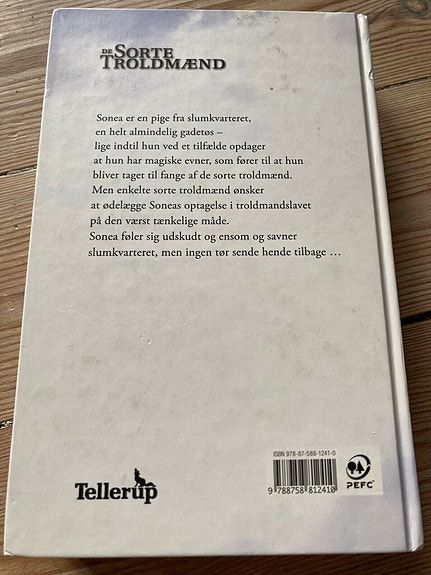 DE SORTE
TROLDMÆND
Sonea er en pige fra slumkvarteret,
en helt almindelig gadetøs –
lige indtil hun ved et tilfælde opdager
at hun har magiske evner, som fører til at hun
bliver taget til fange af de sorte troldmænd.
Men enkelte sorte troldmænd ønsker
at ødelægge Soneas optagelse i troldmandslavet
på den værst tænkelige måde.
Sonea føler sig udskudt og ensom og savner
slumkvarteret, men ingen tør sende hende tilbage …
ISBN 978-87-588-1241-0
9 788758 812410
PEFC
Tellerup